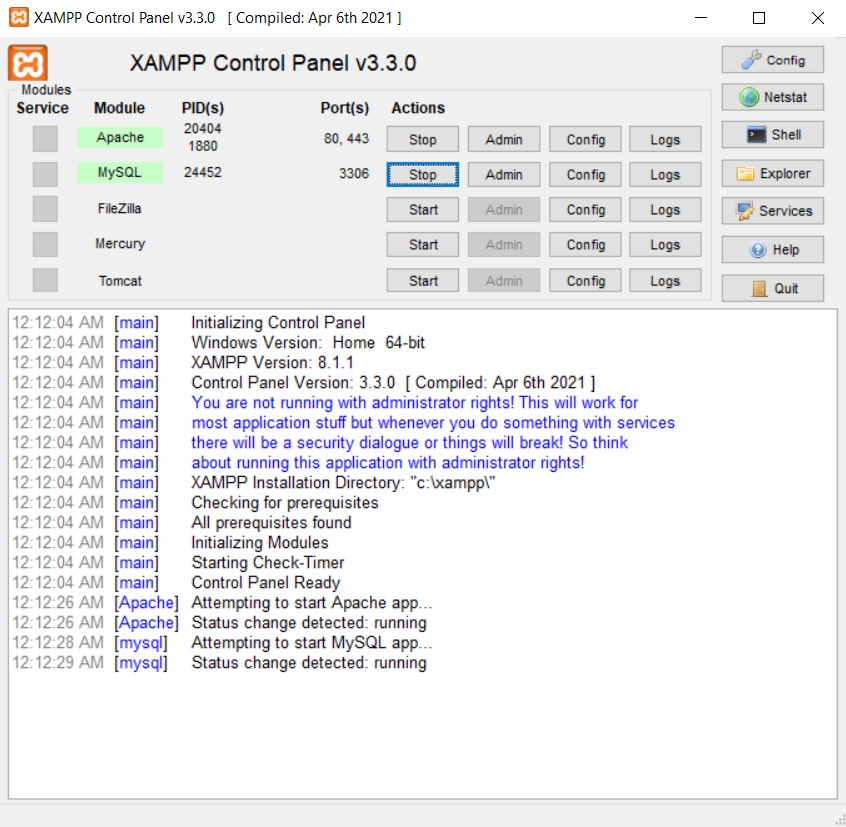 XAMPP Control Panel v3.3.0 [ Compiled: Apr 6th 2021 ]
XAMPP Control Panel v3.3.0
Config
Modules
Service Module PID(s) Port(s) Actions
Netstat
Apache 20404 1880 80, 443 Stop Admin Config Logs
Shell
MySQL 24452 3306 Stop Admin Config Logs
Explorer
FileZilla Start Admin Config Logs
Services
Mercury Start Admin Config Logs
Help
Tomcat Start Admin Config Logs
Quit
12:12:04 AM [main] Initializing Control Panel
12:12:04 AM [main] Windows Version: Home 64-bit
12:12:04 AM [main] XAMPP Version: 8.1.1
12:12:04 AM [main] Control Panel Version: 3.3.0 [ Compiled: Apr 6th 2021 ]
12:12:04 AM [main] You are not running with administrator rights! This will work for
12:12:04 AM [main] most application stuff but whenever you do something with services
12:12:04 AM [main] there will be a security dialogue or things will break! So think
12:12:04 AM [main] about running this application with administrator rights!
12:12:04 AM [main] XAMPP Installation Directory: "c:\xampp\"
12:12:04 AM [main] Checking for prerequisites
12:12:04 AM [main] All prerequisites found
12:12:04 AM [main] Initializing Modules
12:12:04 AM [main] Starting Check-Timer
12:12:04 AM [main] Control Panel Ready
12:12:26 AM [Apache] Attempting to start Apache app...
12:12:26 AM [Apache] Status change detected: running
12:12:28 AM [mysql] Attempting to start MySQL app...
12:12:29 AM [mysql] Status change detected: running